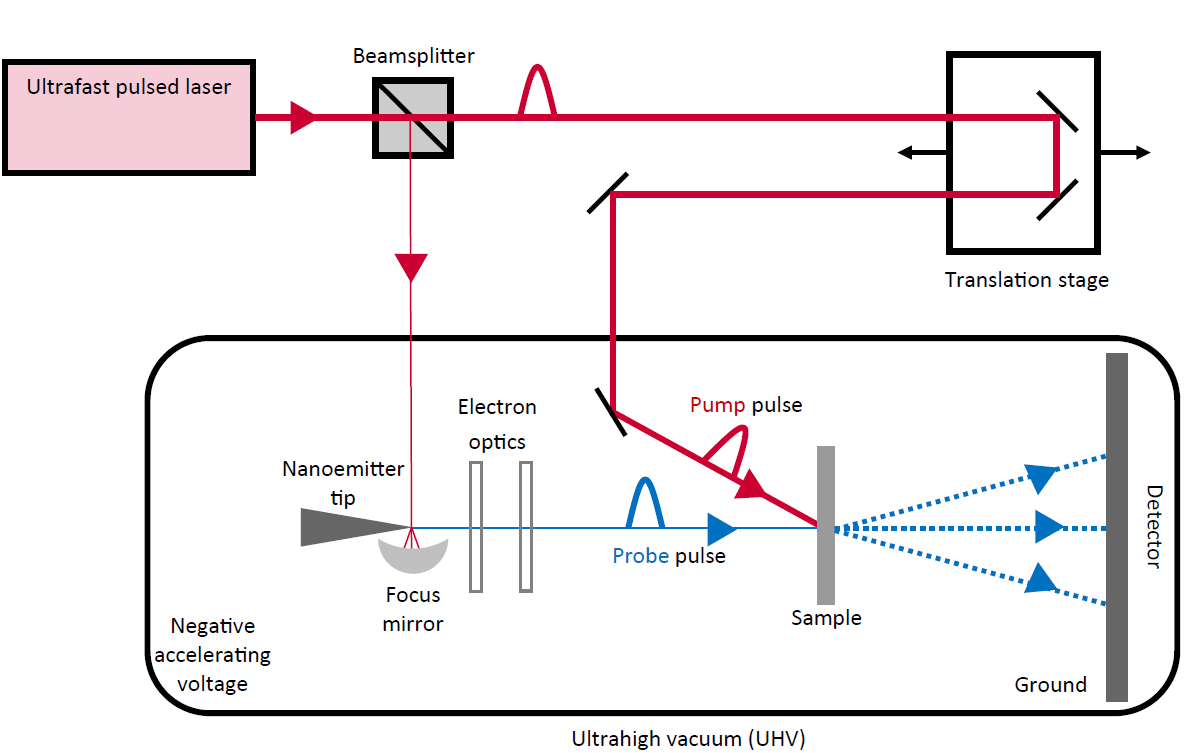 Beamsplitter
Ultrafast pulsed laser
Translation stage
Pump pulse
Electron
optics
Nanoemitter
tip
Detector
Probe pulse
Focus
mirror
Sample
Negative
accelerating
voltage
Ground
Ultrahigh vacuum (UHV)